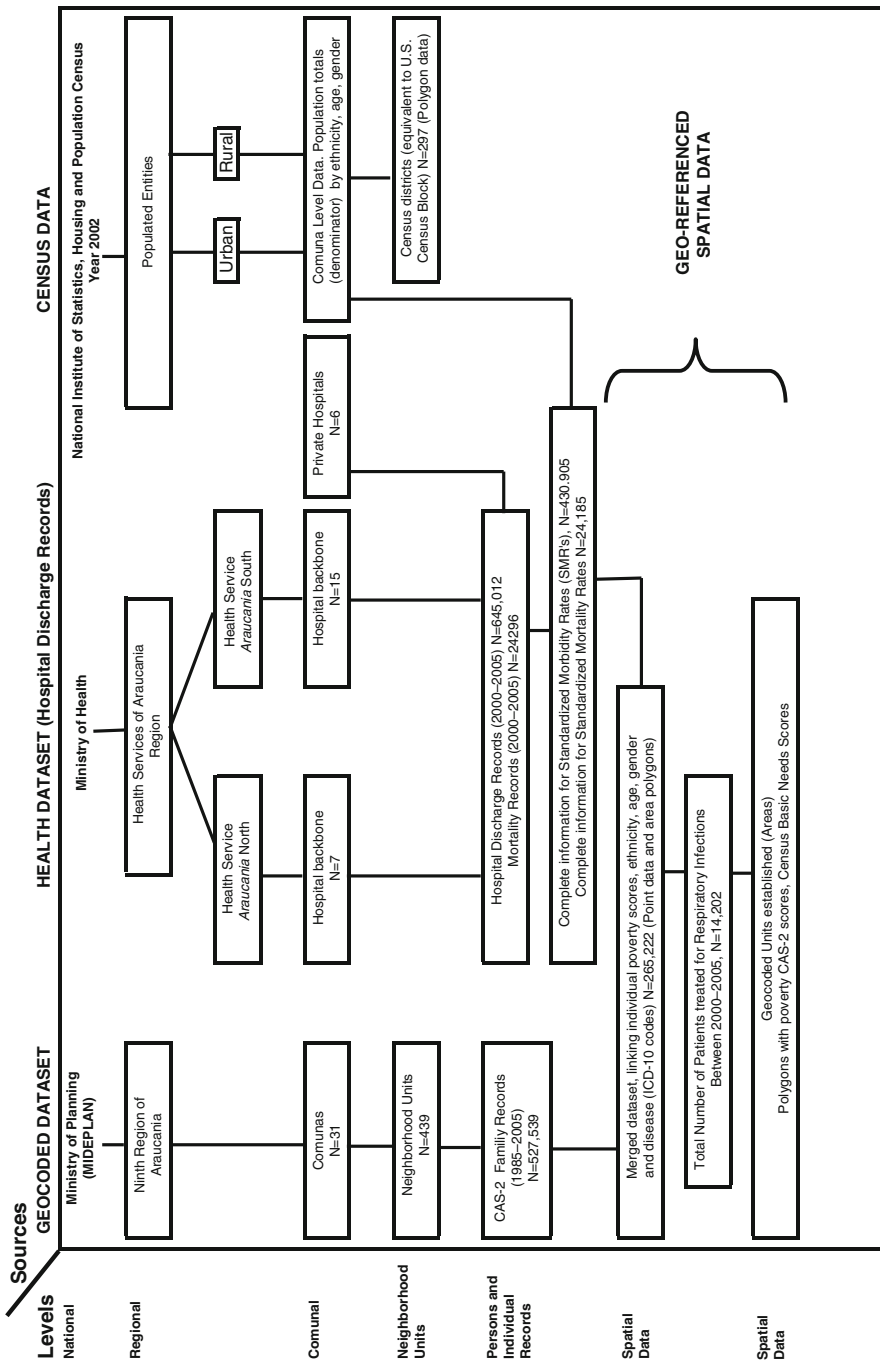 Sources
Levels
GEOCODED DATASET
HEALTH DATASET (Hospital Discharge Records)
CENSUS DATA
National
Ministry of Planning
(MIDEPLAN)
Ministry of Health
National Institute of Statistics, Housing and Population Census
Year 2002
Regional
Ninth Region of
Araucania
Health Services of Araucania
Region
Populated Entities
Health Service
Araucania North
Health Service
Araucania South
Urban
Rural
Comunal
Comunas
N=31
Hospital backbone
N=7
Hospital backbone
N=15
Private Hospitals
N=6
Comuna Level Data. Population totals
(denominator) by ethnicity, age, gender
Neighborhood
Units
Neighborhood Units
N=439
Census districts (equivalent to U.S.
Census Block) N=297 (Polygon data)
Persons and
Individual
Records
CAS-2 Familiy Records
(1985–2005)
N=527,539
Hospital Discharge Records (2000–2005) N=645,012
Mortality Records (2000–2005) N=24296
Complete information for Standardized Morbidity Rates (SMR's), N=430.905
Complete information for Standardized Mortality Rates N=24,185
Spatial
Data
Merged dataset, linking individual poverty scores, ethnicity, age, gender
and disease (ICD-10 codes) N=265,222 (Point data and area polygons)
GEO-REFERENCED
SPATIAL DATA
Total Number of Patients treated for Respiratory Infections
Between 2000–2005, N=14,202
Spatial
Data
Geocoded Units established (Areas)
Polygons with poverty CAS-2 scores, Census Basic Needs Scores